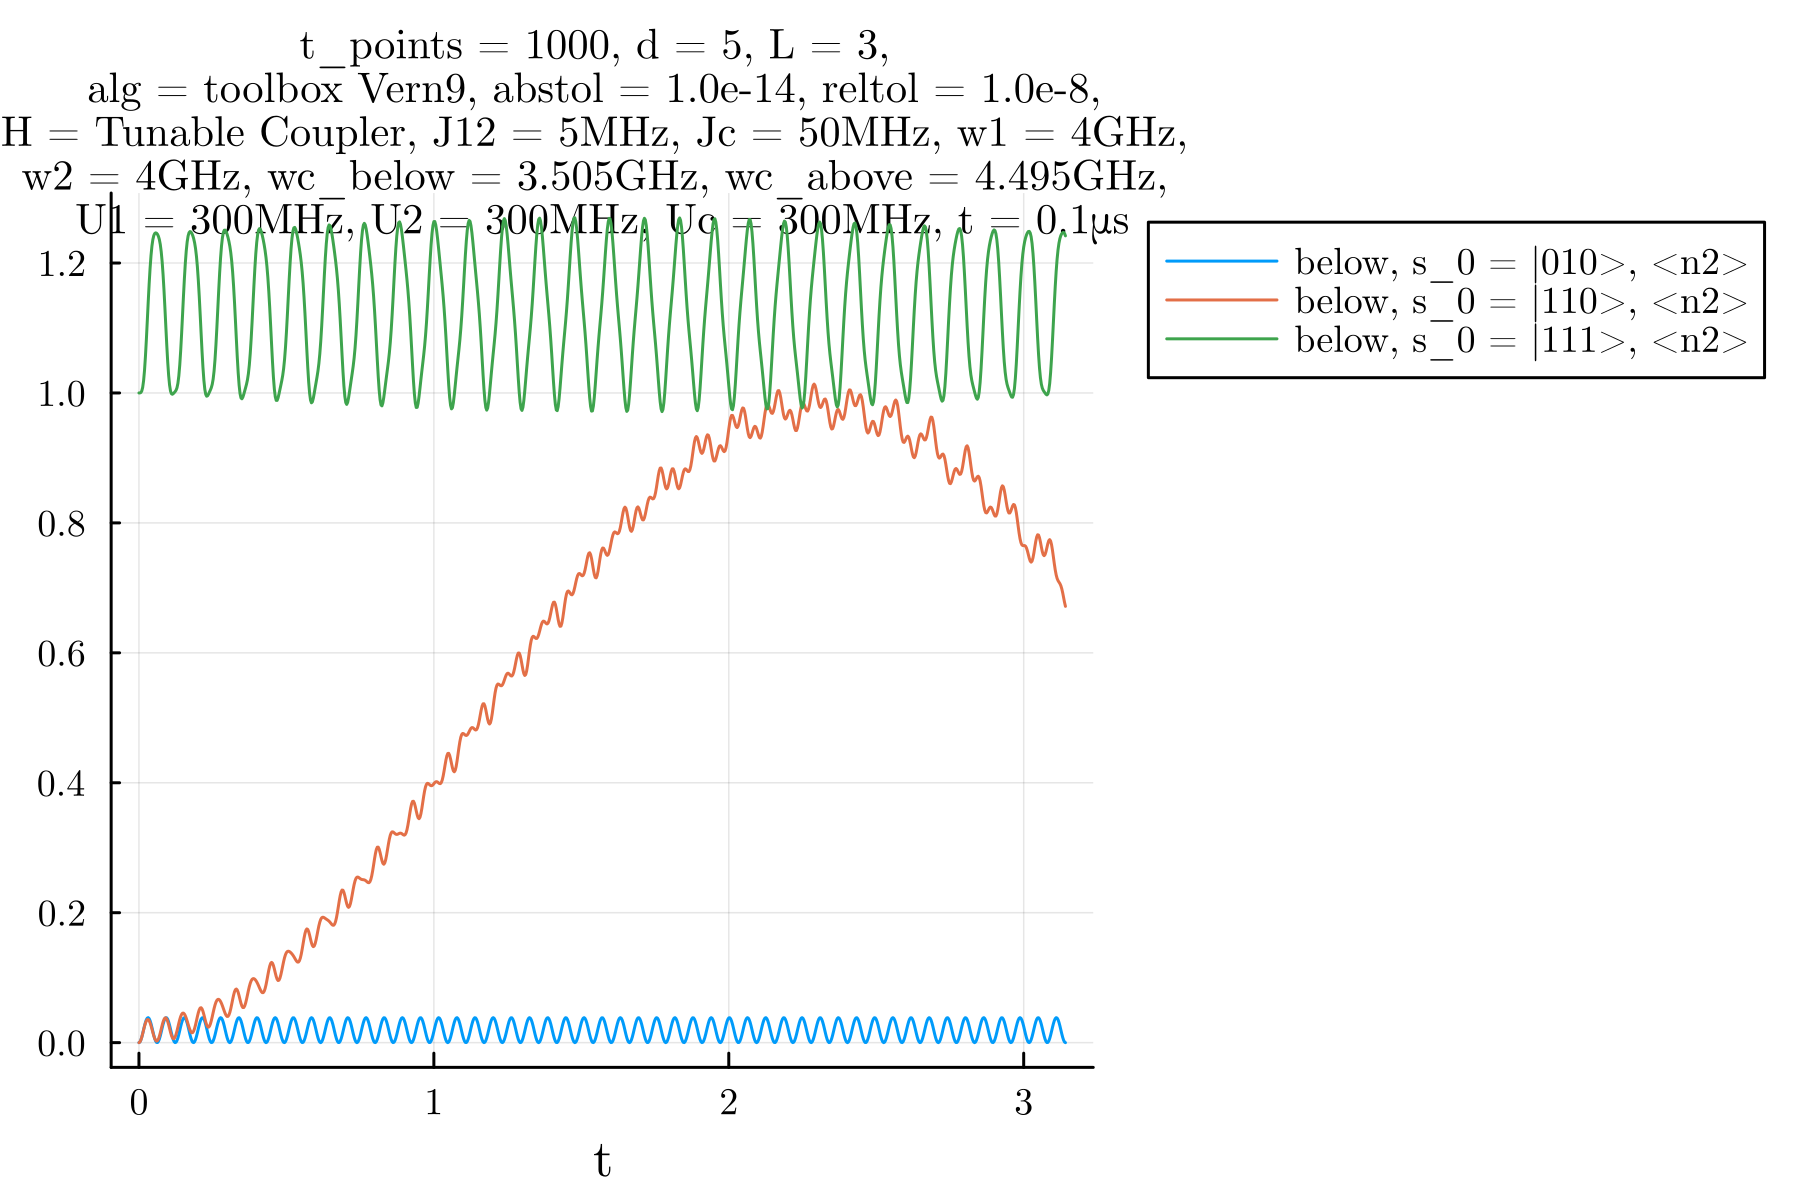 t_points = 1000, d = 5, L = 3,
alg = toolbox Vern9, abstol = 1.0e-14, reltol = 1.0e-8,
H = Tunable Coupler, J12 = 5MHz, Jc = 50MHz, w1 = 4GHz,
w2 = 4GHz, wc_below = 3.505GHz, wc_above = 4.495GHz,
U1 = 300MHz, U2 = 300MHz, Uc = 300MHz, t = 0.1μs
below, s_0 = |010>, <n2>
below, s_0 = |110>, <n2>
below, s_0 = |111>, <n2>
1.2
1.0
0.8
0.6
0.4
0.2
0.0
0 1 2 3
t